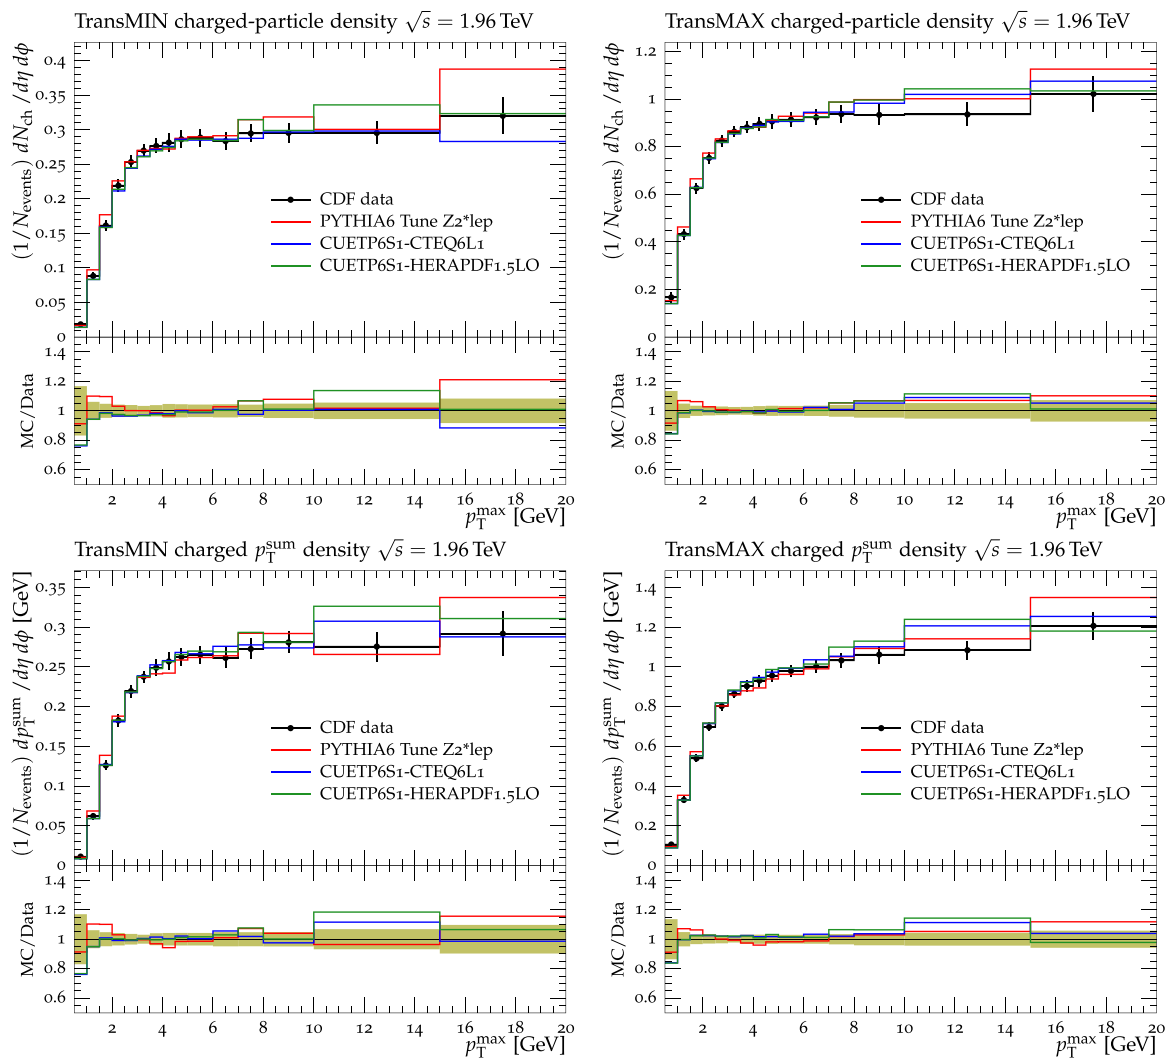 TransMIN charged-particle density √s = 1.96 TeV
(1/N_events) dN_ch/dη dϕ
0.4
0.3
0.2
0.1
0
CDF data
PYTHIA6 Tune Z2*lep
CUETP6S1-CTEQ6L1
CUETP6S1-HERAPDF1.5LO
MC/Data
1.4
1.2
1
0.8
0.6
2 4 6 8 10 12 14 16 18 20
p_T^max [GeV]
TransMAX charged-particle density √s = 1.96 TeV
(1/N_events) dN_ch/dη dϕ
1.2
1
0.8
0.6
0.4
0.2
0
CDF data
PYTHIA6 Tune Z2*lep
CUETP6S1-CTEQ6L1
CUETP6S1-HERAPDF1.5LO
MC/Data
1.4
1.2
1
0.8
0.6
2 4 6 8 10 12 14 16 18 20
p_T^max [GeV]
TransMIN charged p_T^sum density √s = 1.96 TeV
(1/N_events) dp_T^sum/dη dϕ [GeV]
0.35
0.3
0.25
0.2
0.15
0.1
0.05
0
CDF data
PYTHIA6 Tune Z2*lep
CUETP6S1-CTEQ6L1
CUETP6S1-HERAPDF1.5LO
MC/Data
1.4
1.2
1
0.8
0.6
2 4 6 8 10 12 14 16 18 20
p_T^max [GeV]
TransMAX charged p_T^sum density √s = 1.96 TeV
(1/N_events) dp_T^sum/dη dϕ [GeV]
1.4
1.2
1
0.8
0.6
0.4
0.2
0
CDF data
PYTHIA6 Tune Z2*lep
CUETP6S1-CTEQ6L1
CUETP6S1-HERAPDF1.5LO
MC/Data
1.4
1.2
1
0.8
0.6
2 4 6 8 10 12 14 16 18 20
p_T^max [GeV]